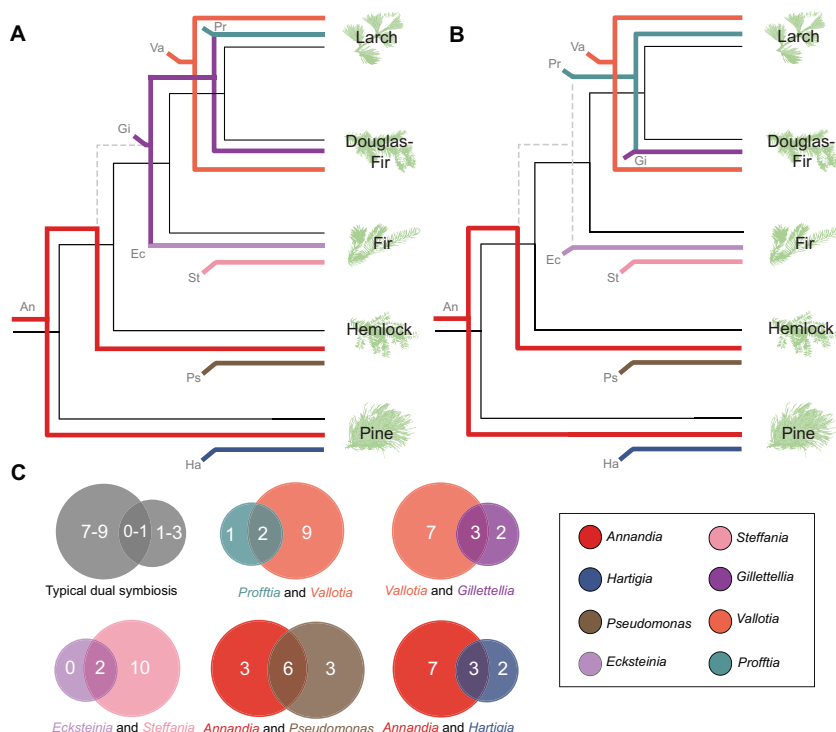 A
Va
Pr
Larch
Gi
Douglas-
Fir
Ec
Fir
St
An
Hemlock
Ps
Pine
Ha
B
Va
Pr
Larch
Gi
Douglas-
Fir
Ec
Fir
St
An
Hemlock
Ps
Pine
Ha
C
7-9 0-1 1-3
Typical dual symbiosis
1 2 9
Profftia and Vallotia
7 3 2
Vallotia and Gillettellia
0 2 10
Ecksteinia and Steffania
3 6 3
Annandia and Pseudomonas
7 3 2
Annandia and Hartigia
Annandia
Steffania
Hartigia
Gillettellia
Pseudomonas
Vallotia
Ecksteinia
Profftia